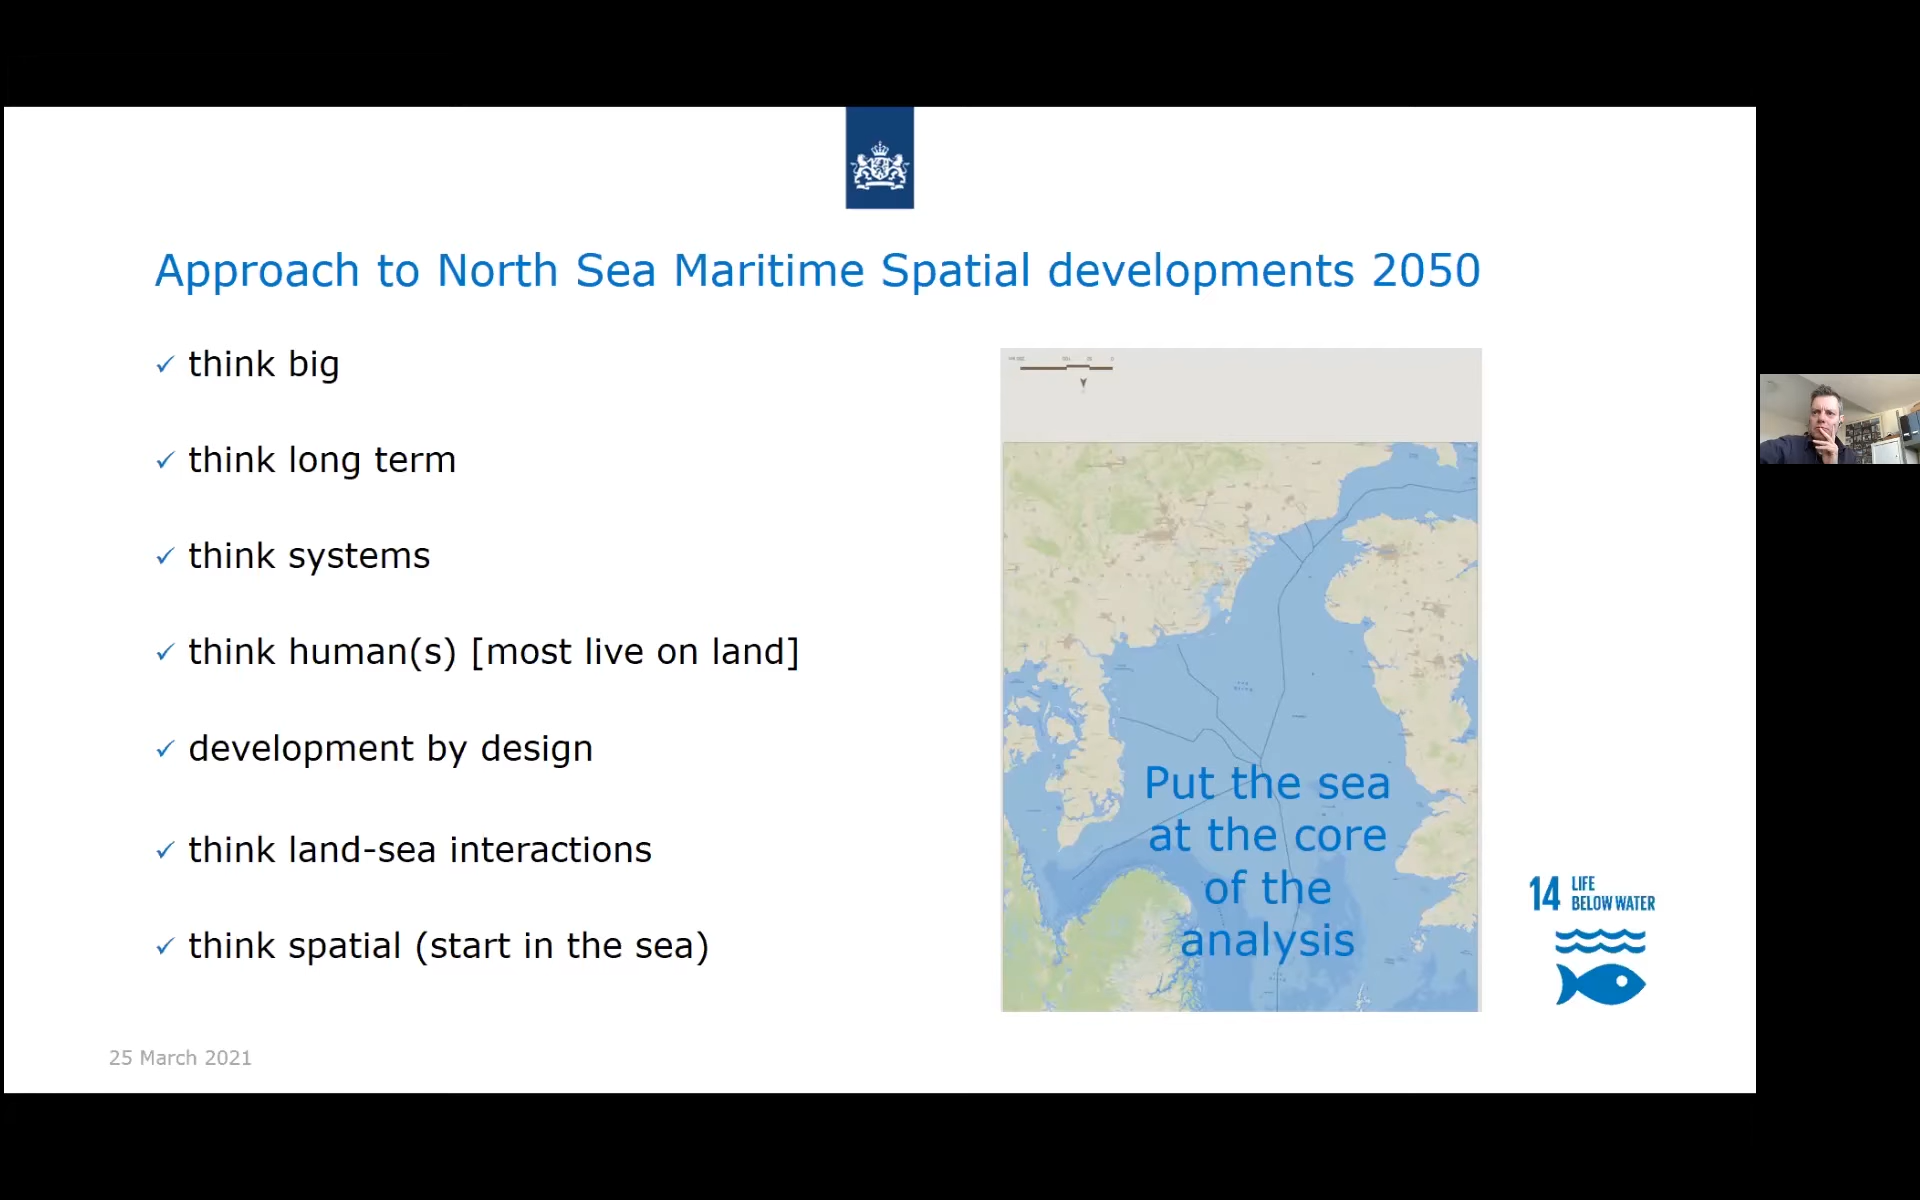 Approach to North Sea Maritime Spatial developments 2050
✓ think big
✓ think long term
✓ think systems
✓ think human(s) [most live on land]
✓ development by design
✓ think land-sea interactions
✓ think spatial (start in the sea)
Put the sea
at the core
of the
analysis
14 LIFE
BELOW WATER
25 March 2021